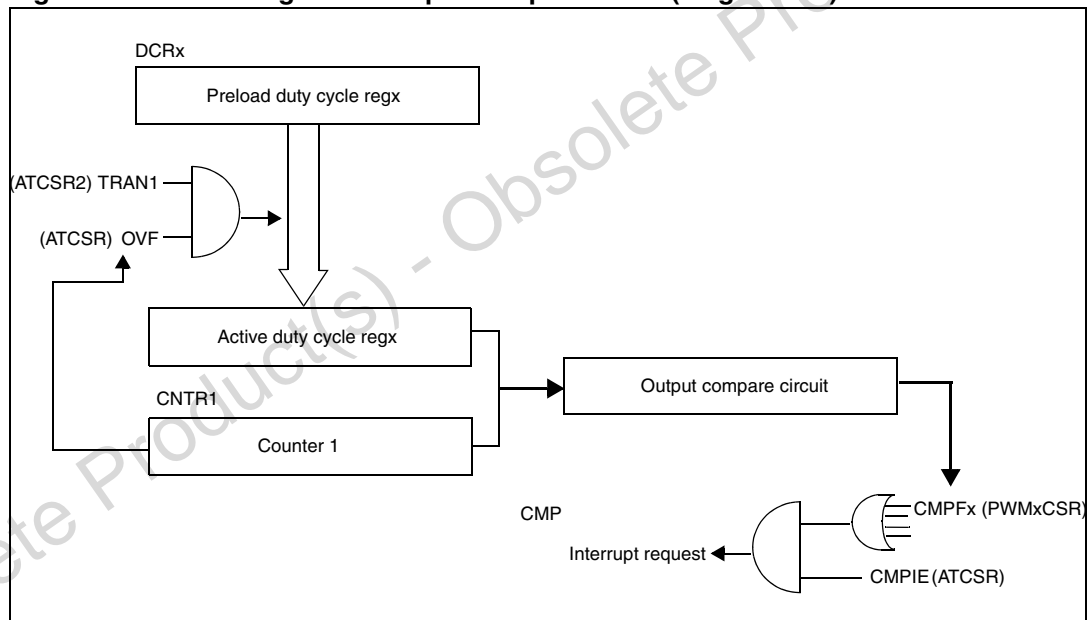 DCRx
Preload duty cycle regx
(ATCSR2) TRAN1
(ATCSR) OVF
Active duty cycle regx
CNTR1
Counter 1
Output compare circuit
CMPFx (PWMxCSR)
CMP
Interrupt request
CMPIE(ATCSR)
ete Product(s) - Obsolete Pro